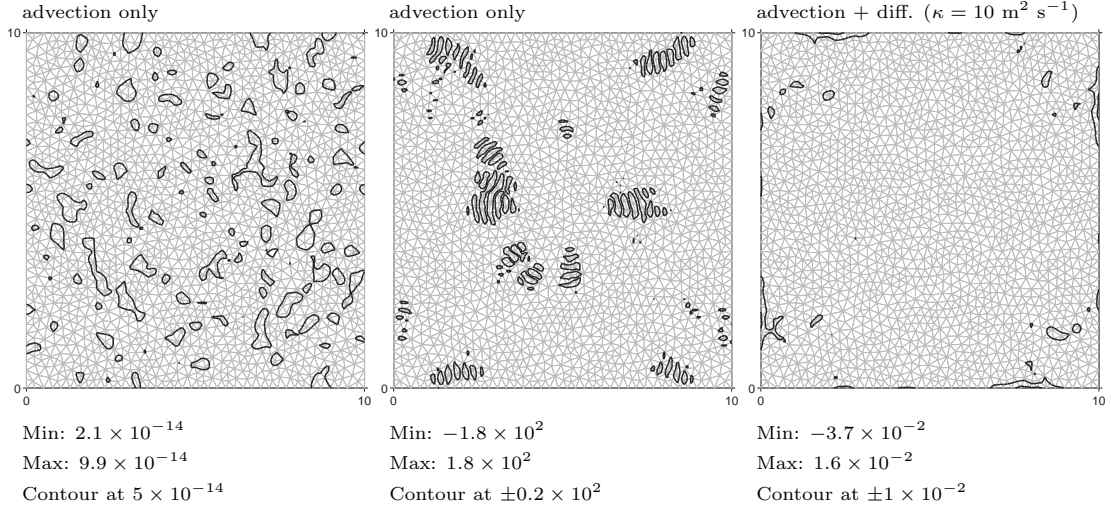 advection only
advection only
advection + diff. (κ = 10 m² s⁻¹)
10
0
0 10
0
0 10
0
0 10
Min: 2.1 × 10⁻¹⁴
Max: 9.9 × 10⁻¹⁴
Contour at 5 × 10⁻¹⁴
Min: −1.8 × 10²
Max: 1.8 × 10²
Contour at ±0.2 × 10²
Min: −3.7 × 10⁻²
Max: 1.6 × 10⁻²
Contour at ±1 × 10⁻²